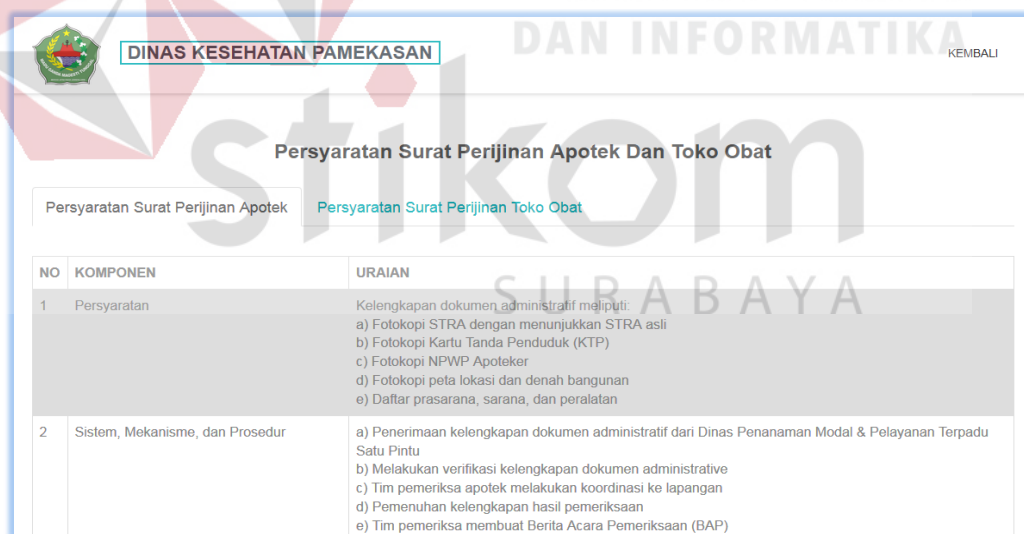 DAN INFORMATIKA
DINAS KESEHATAN PAMEKASAN
KEMBALI
stikom
SURABAYA
Persyaratan Surat Perijinan Apotek Dan Toko Obat
Persyaratan Surat Perijinan Apotek
Persyaratan Surat Perijinan Toko Obat
NO KOMPONEN URAIAN
1 Persyaratan Kelengkapan dokumen administratif meliputi:
a) Fotokopi STRA dengan menunjukkan STRA asli
b) Fotokopi Kartu Tanda Penduduk (KTP)
c) Fotokopi NPWP Apoteker
d) Fotokopi peta lokasi dan denah bangunan
e) Daftar prasarana, sarana, dan peralatan
2 Sistem, Mekanisme, dan Prosedur a) Penerimaan kelengkapan dokumen administratif dari Dinas Penanaman Modal & Pelayanan Terpadu
Satu Pintu
b) Melakukan verifikasi kelengkapan dokumen administrative
c) Tim pemeriksa apotek melakukan koordinasi ke lapangan
d) Pemenuhan kelengkapan hasil pemeriksaan
e) Tim pemeriksa membuat Berita Acara Pemeriksaan (BAP)